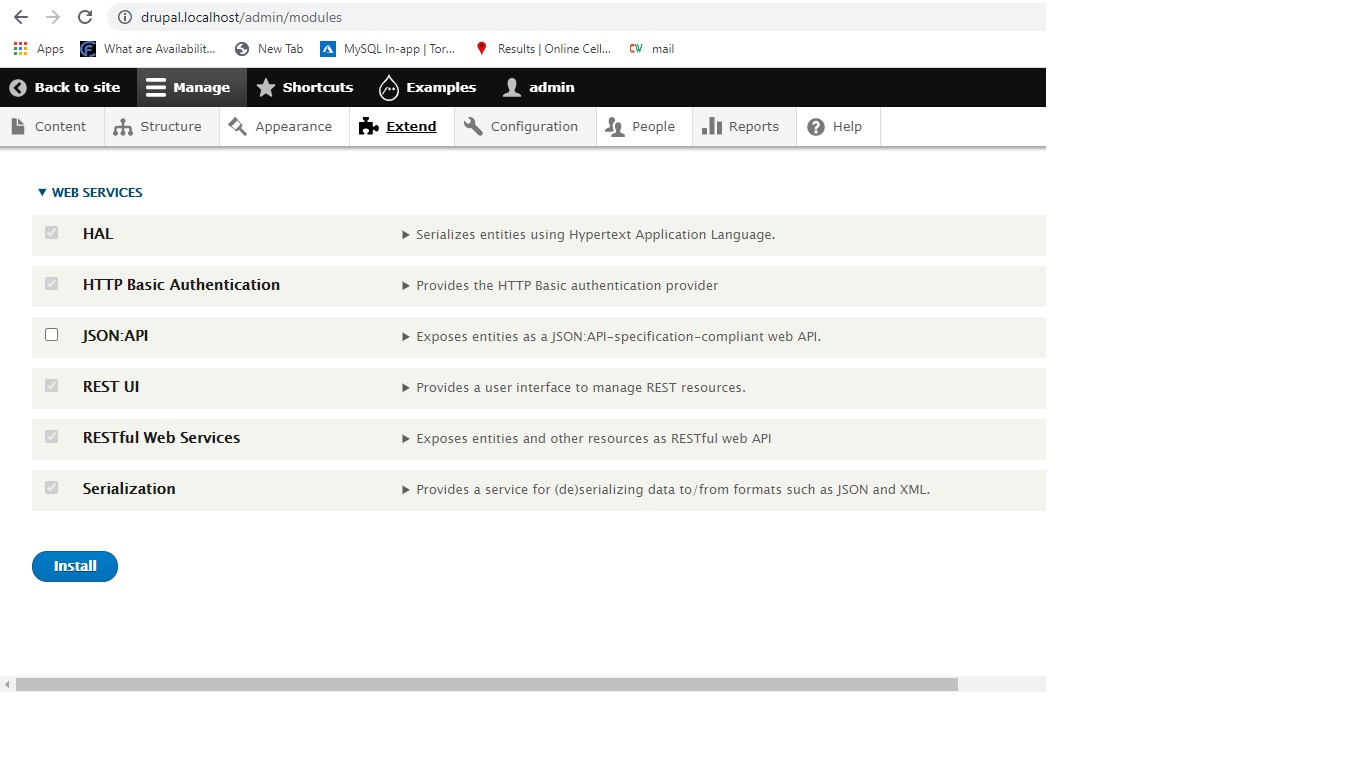 drupal.localhost/admin/modules
Apps What are Availabilit... New Tab MySQL In-app | Tor... Results | Online Cell... CW mail
Back to site Manage Shortcuts Examples admin
Content Structure Appearance Extend Configuration People Reports Help
WEB SERVICES
HAL Serializes entities using Hypertext Application Language.
HTTP Basic Authentication Provides the HTTP Basic authentication provider
JSON:API Exposes entities as a JSON:API-specification-compliant web API.
REST UI Provides a user interface to manage REST resources.
RESTful Web Services Exposes entities and other resources as RESTful web API
Serialization Provides a service for (de)serializing data to/from formats such as JSON and XML.
Install